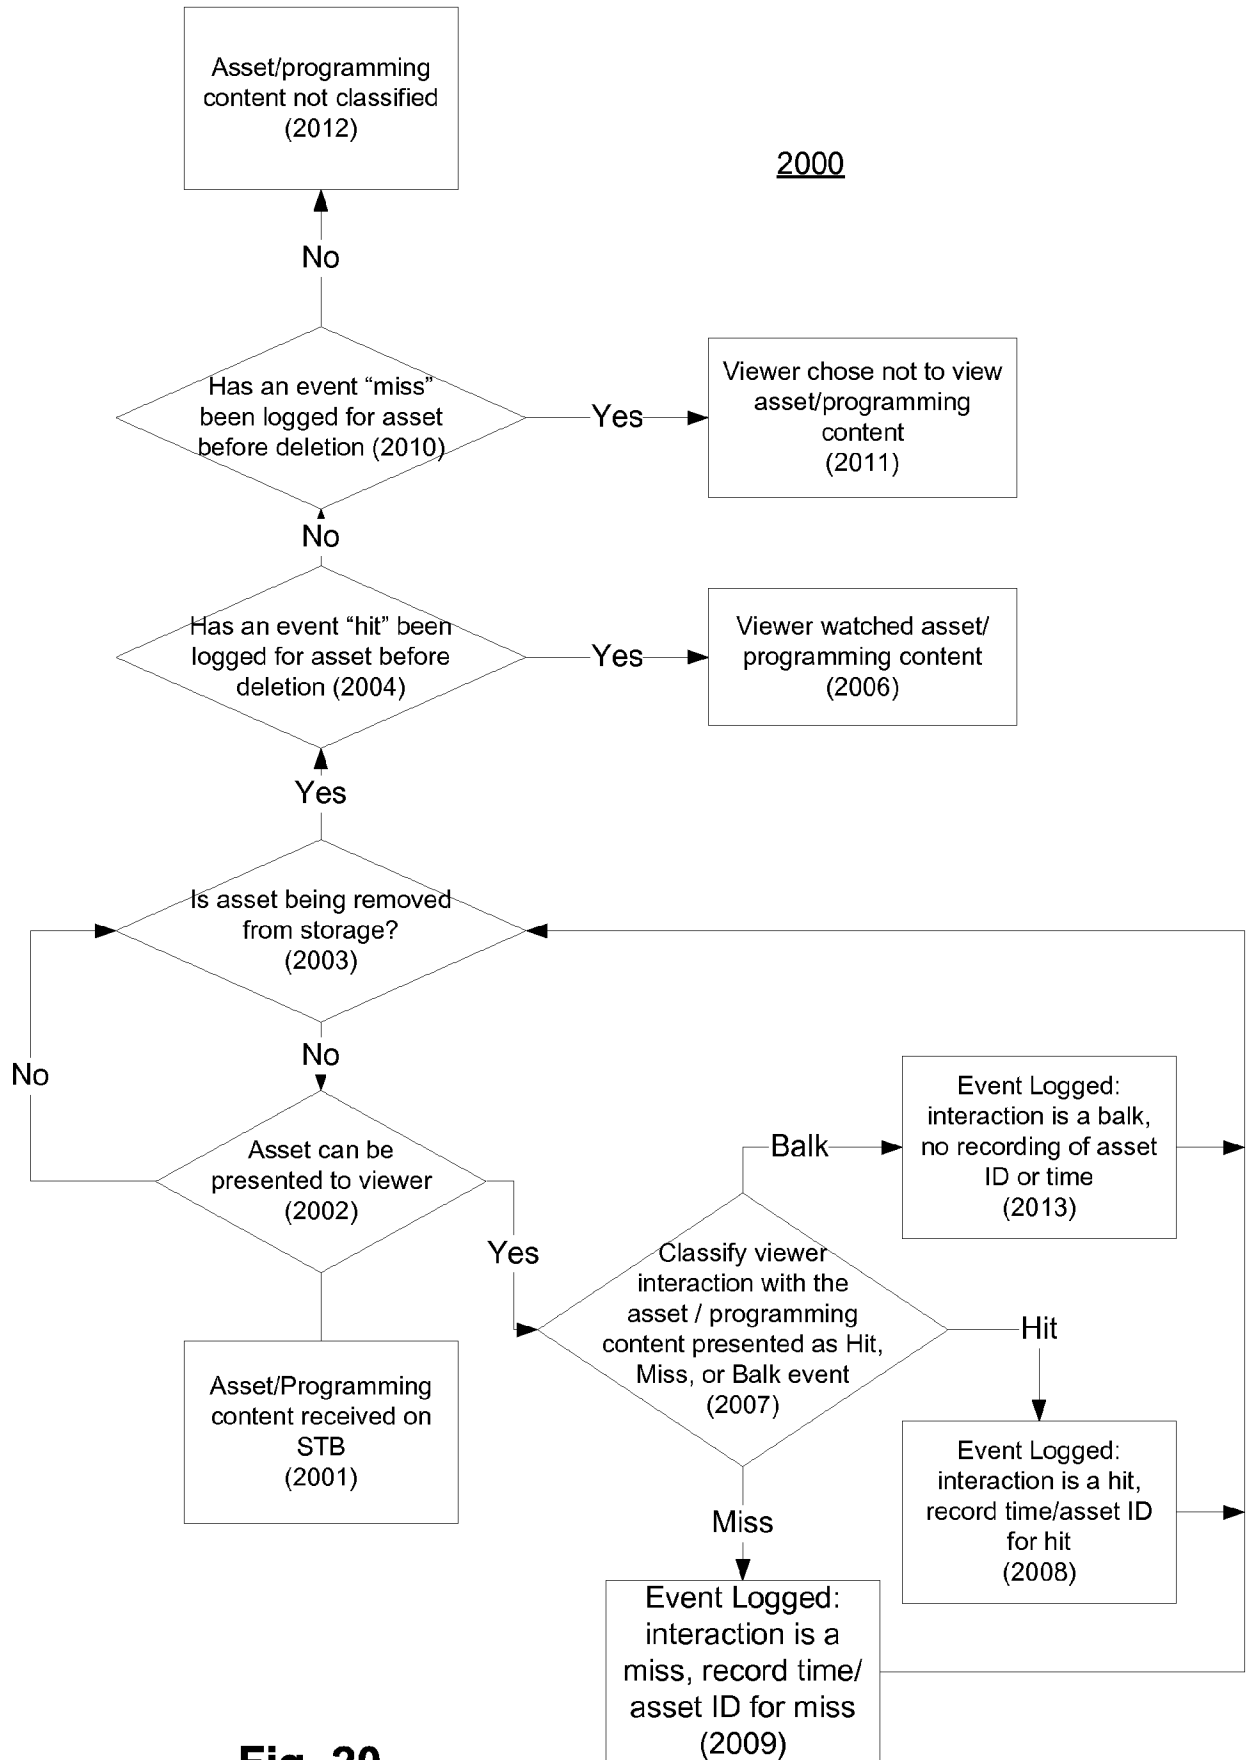 Asset/programming
content not classified
(2012)
2000
No
Has an event “miss”
been logged for asset
before deletion (2010)
Yes
Viewer chose not to view
asset/programming
content
(2011)
No
Has an event “hit” been
logged for asset before
deletion (2004)
Yes
Viewer watched asset/
programming content
(2006)
Yes
Is asset being removed
from storage?
(2003)
No
No
Asset can be
presented to viewer
(2002)
Yes
Balk
Event Logged:
interaction is a balk,
no recording of asset
ID or time
(2013)
Classify viewer
interaction with the
asset / programming
content presented as Hit,
Miss, or Balk event
(2007)
Hit
Asset/Programming
content received on
STB
(2001)
Event Logged:
interaction is a hit,
record time/asset ID
for hit
(2008)
Miss
Event Logged:
interaction is a
miss, record time/
asset ID for miss
(2009)
Fig. 20